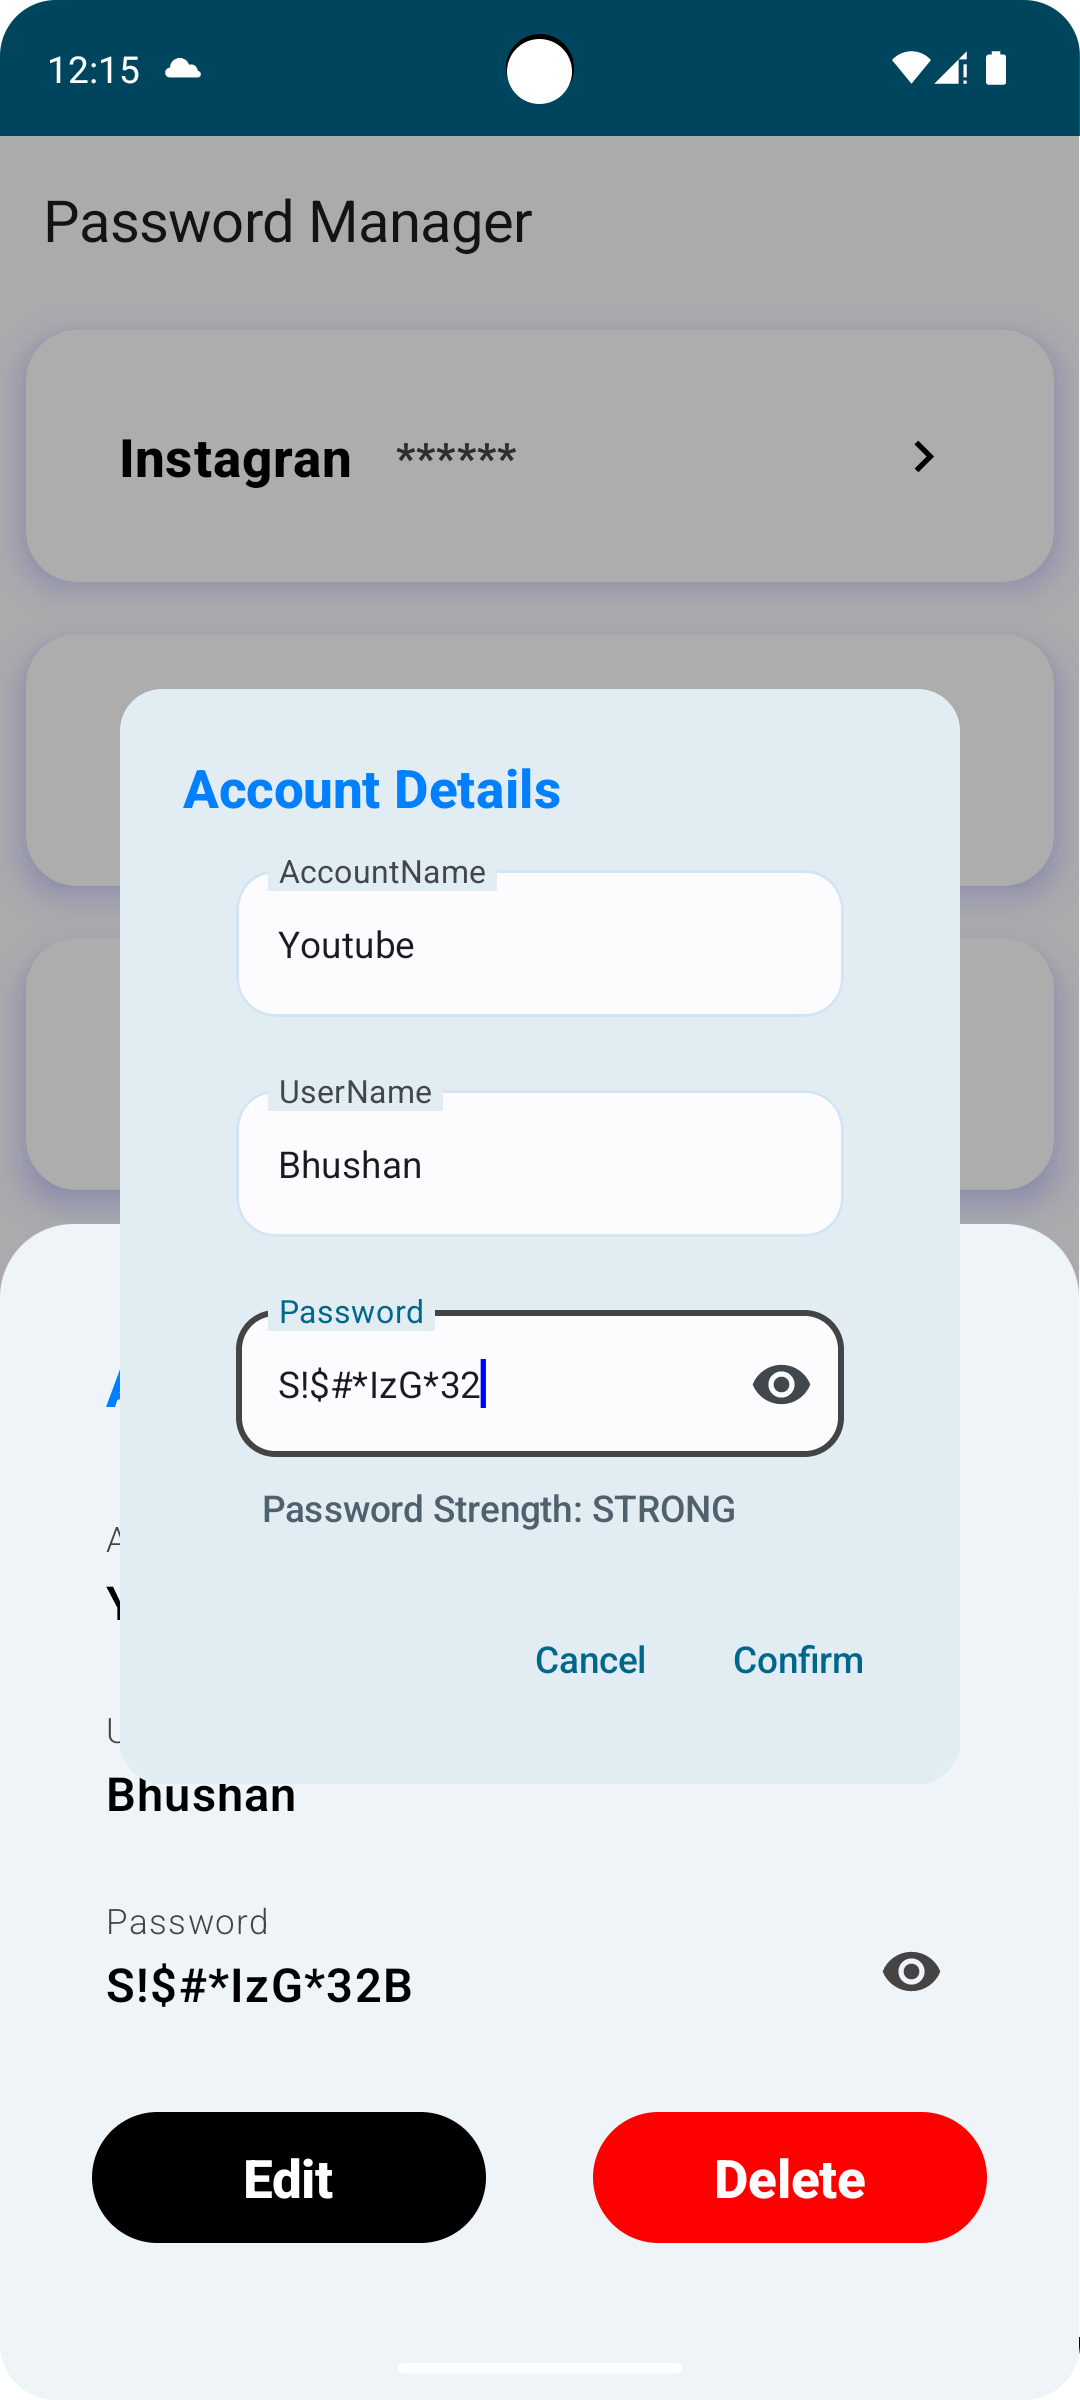 12:15
Password Manager
Instagran ******
Account Details
AccountName
Youtube
UserName
Bhushan
Password
S!$#*IzG*32
Password Strength: STRONG
Cancel Confirm
Bhushan
Password
S!$#*IzG*32B
Edit Delete